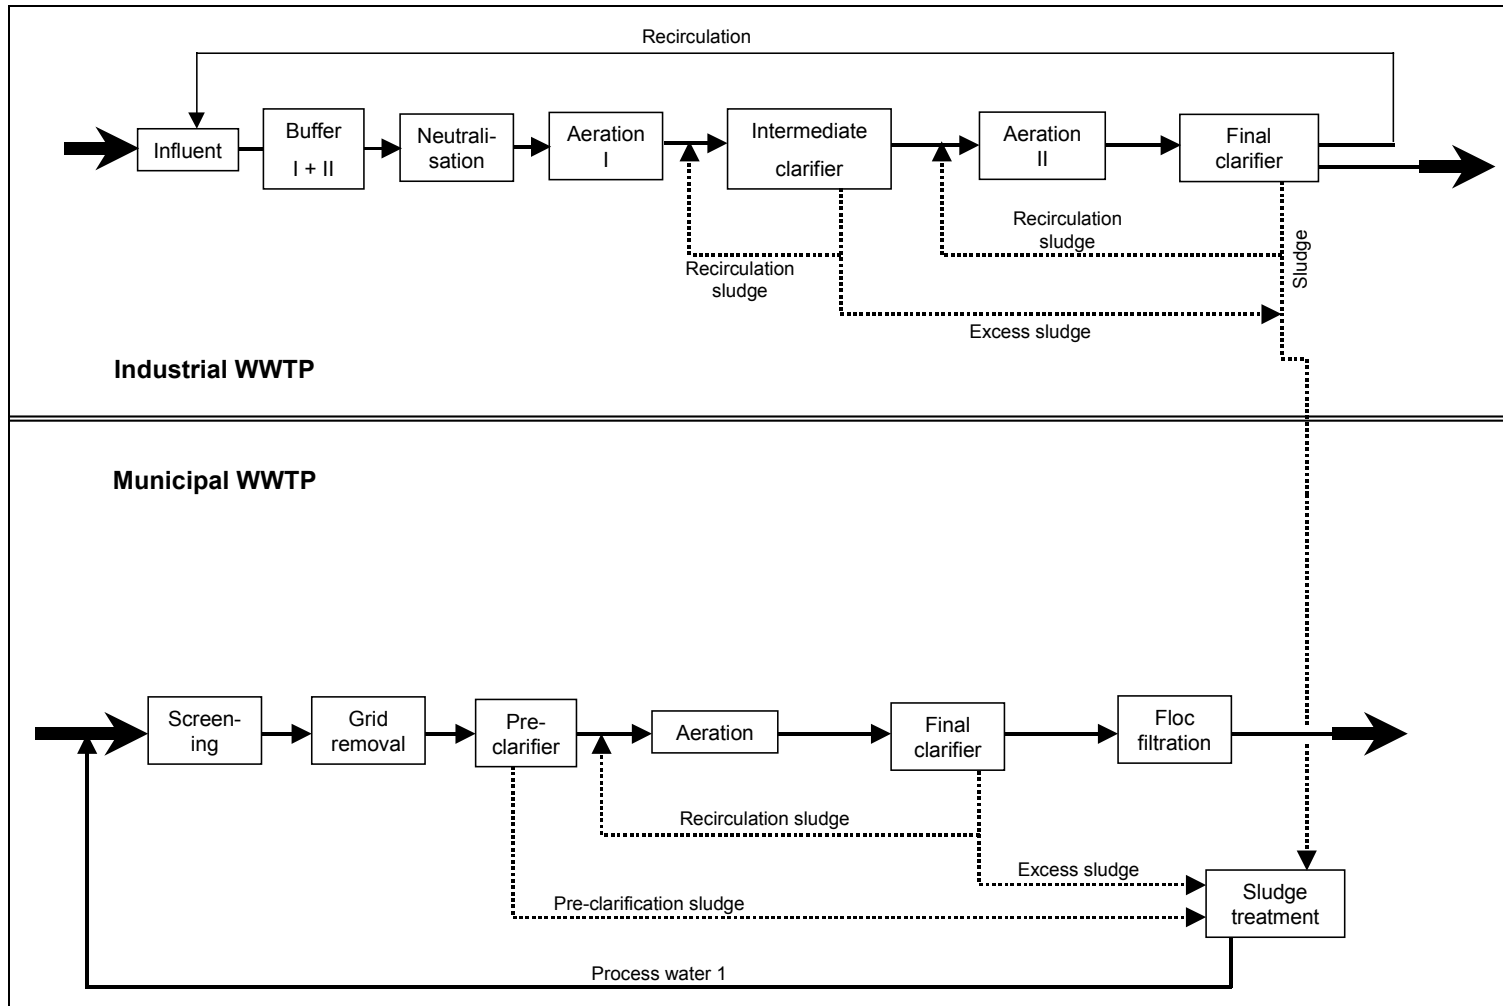 Recirculation
Influent
Buffer
I + II
Neutrali-
sation
Aeration
I
Intermediate
clarifier
Aeration
II
Final
clarifier
Recirculation
sludge
Recirculation
sludge
Sludge
Excess sludge
Industrial WWTP
Municipal WWTP
Screen-
ing
Grid
removal
Pre-
clarifier
Aeration
Final
clarifier
Floc
filtration
Recirculation sludge
Excess sludge
Pre-clarification sludge
Sludge
treatment
Process water 1